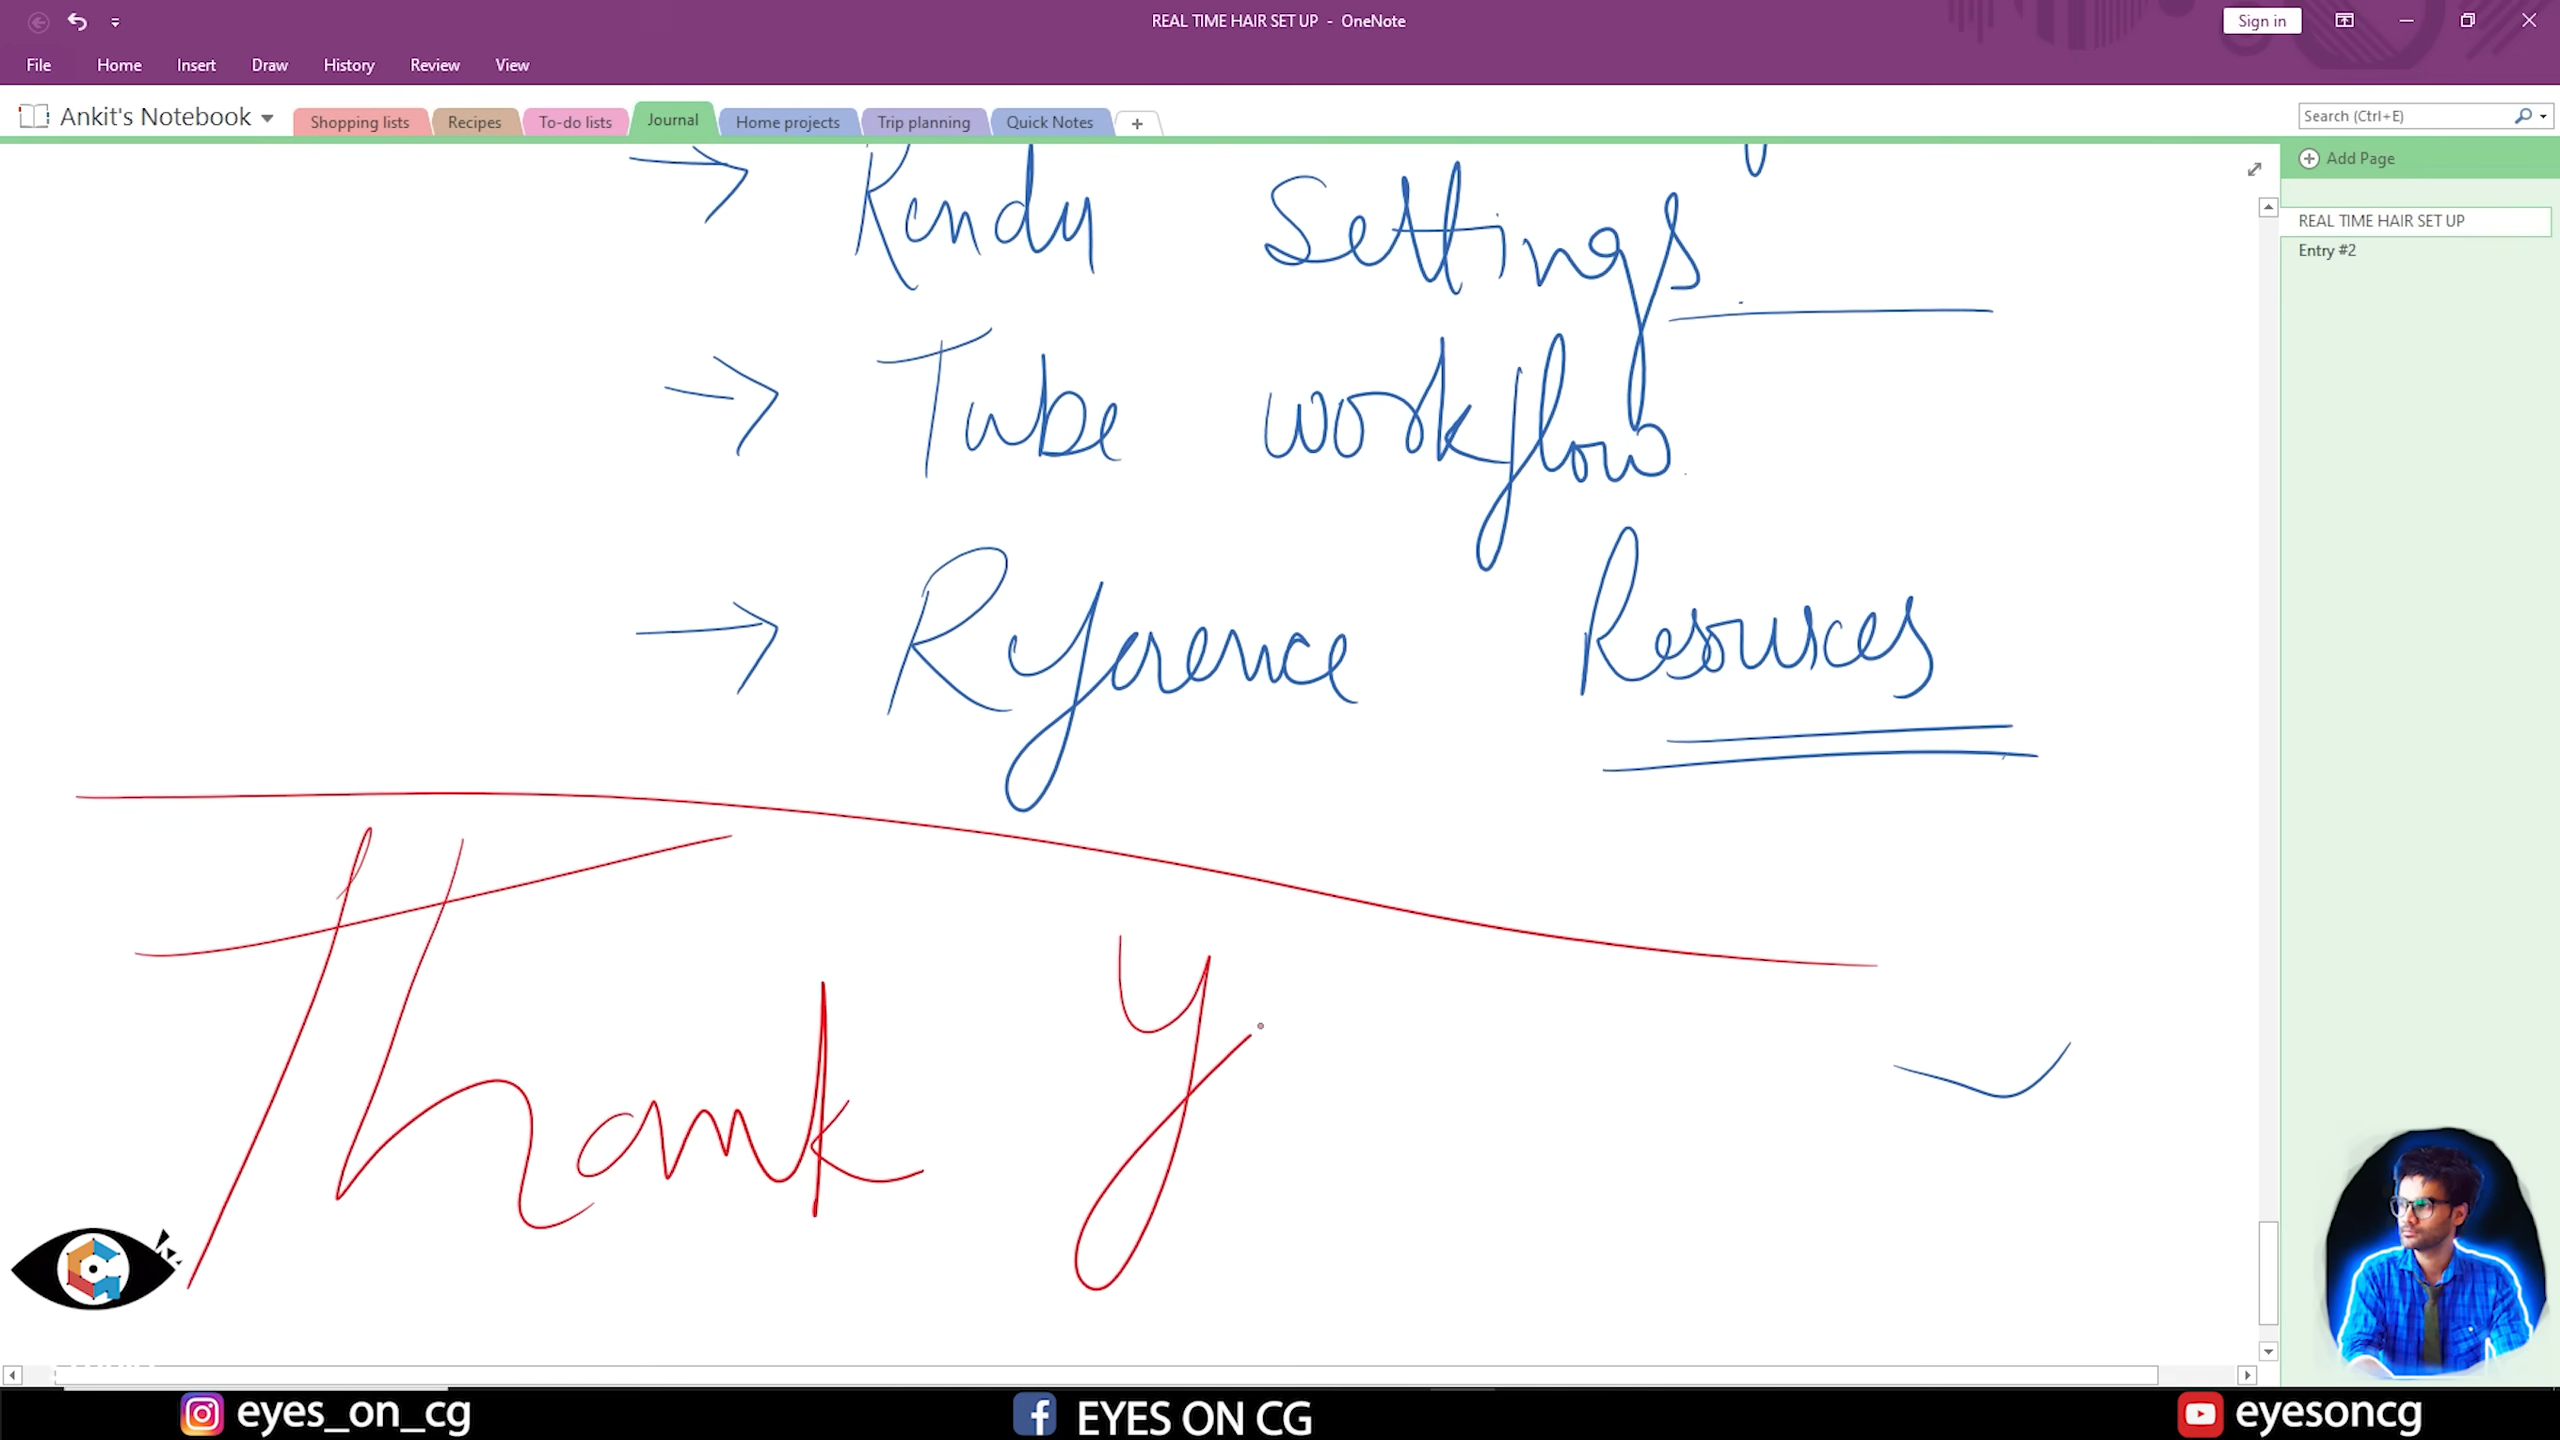 REAL TIME HAIR SET UP - OneNote
Sign in
File Home Insert Draw History Review View
Ankit's Notebook
Shopping lists Recipes To-do lists Journal Home projects Trip planning Quick Notes
Search (Ctrl+E)
Add Page
REAL TIME HAIR SET UP
Entry #2
→ Render Settings
→ Tube workflow
→ Reference Resources
Thank Y
eyes_on_cg
EYES ON CG
eyesoncg